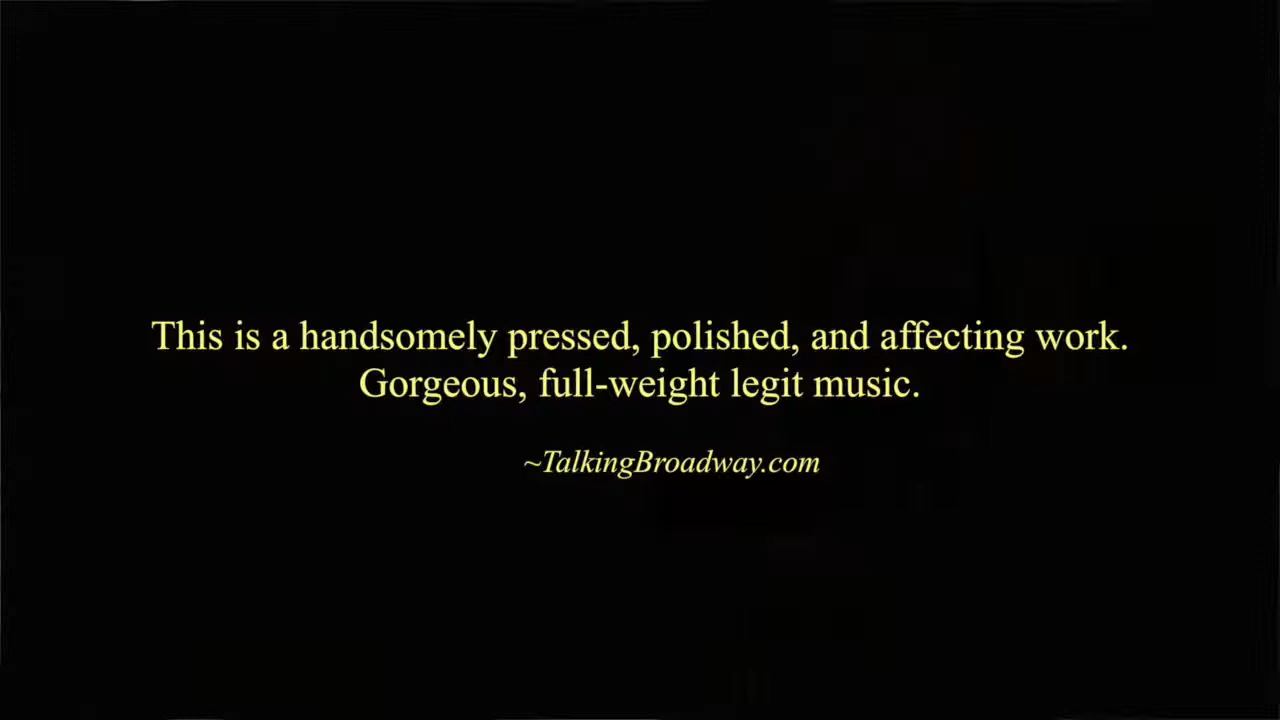 This is a handsomely pressed, polished, and affecting work.
Gorgeous, full-weight legit music.
~TalkingBroadway.com